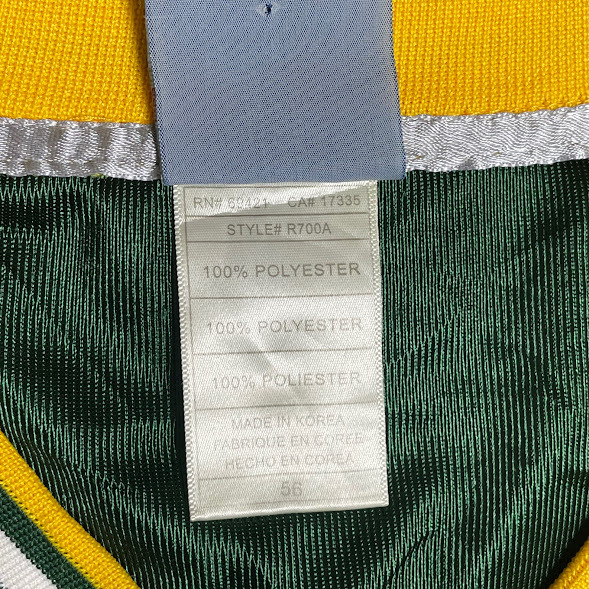 RN# 69421 CA# 17335
STYLE# R700A
100% POLYESTER
100% POLYESTER
100% POLIESTER
MADE IN KOREA
FABRIQUE EN COREE
HECHO EN COREA
56